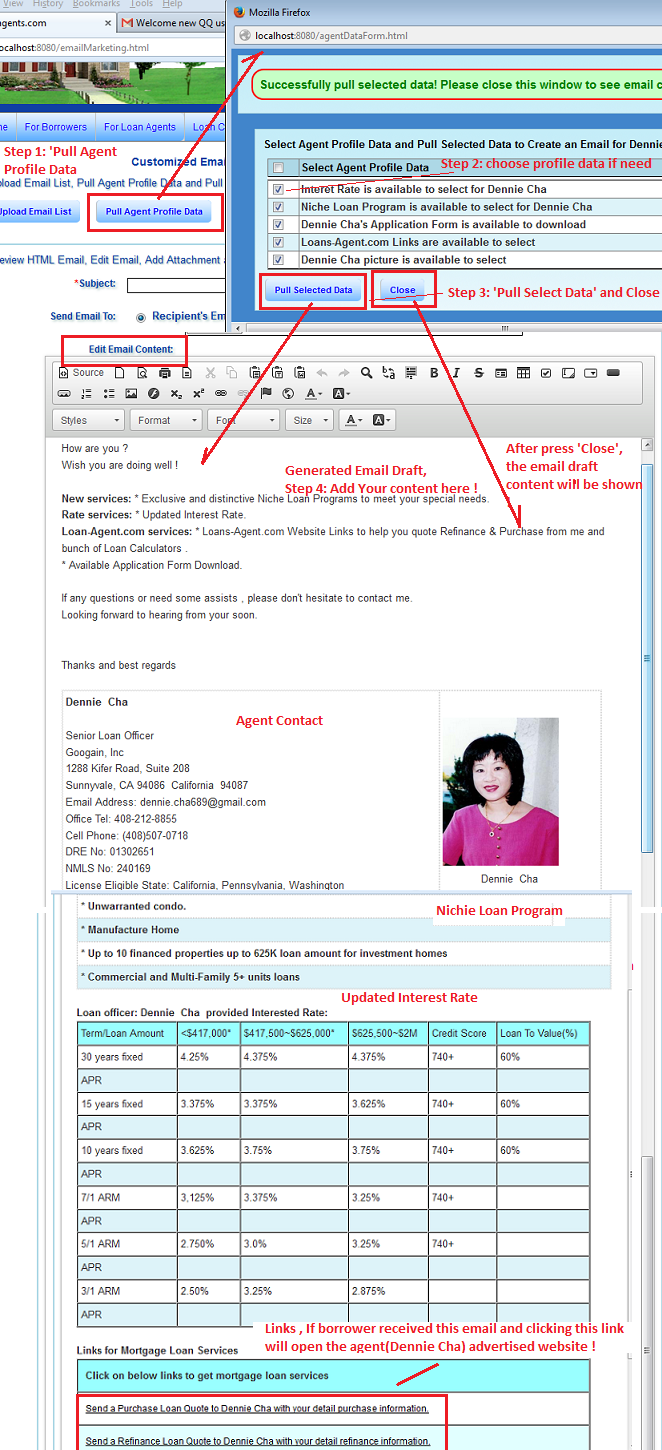 View History Bookmarks Tools Help
agents.com × Welcome new QQ us
localhost:8080/emailMarketing.html
Mozilla Firefox
localhost:8080/agentDataForm.html
Successfully pull selected data! Please close this window to see email c
For Borrowers For Loan Agents Loan C
Step 1: 'Pull Agent
Profile Data
Customized Emai
pload Email List, Pull Agent Profile Data and Pull
Upload Email List Pull Agent Profile Data
Select Agent Profile Data and Pull Selected Data to Create an Email for Dennie
Select Agent Profile Data
Step 2: choose profile data if need
Interet Rate is available to select for Dennie Cha
Niche Loan Program is available to select for Dennie Cha
Dennie Cha's Application Form is available to download
Loans-Agent.com Links are available to select
Dennie Cha picture is available to select
Pull Selected Data Close
Step 3: 'Pull Select Data' and Close
eview HTML Email, Edit Email, Add Attachment a
*Subject:
Send Email To: Recipient's Em
Edit Email Content:
Source
Styles Format Font Size
How are you ?
Wish you are doing well !
Generated Email Draft,
Step 4: Add Your content here !
After press 'Close',
the email draft
content will be shown
New services: * Exclusive and distinctive Niche Loan Programs to meet your special needs.
Rate services: * Updated Interest Rate.
Loan-Agent.com services: * Loans-Agent.com Website Links to help you quote Refinance & Purchase from me and
bunch of Loan Calculators .
* Available Application Form Download.
If any questions or need some assists , please don't hesitate to contact me.
Looking forward to hearing from your soon.
Thanks and best regards
Dennie Cha
Agent Contact
Senior Loan Officer
Googain, Inc
1288 Kifer Road, Suite 208
Sunnyvale, CA 94086 California 94087
Email Address: dennie.cha689@gmail.com
Office Tel: 408-212-8855
Cell Phone: (408)507-0718
DRE No: 01302651
NMLS No: 240169
License Eligible State: California, Pennsylvania, Washington
Dennie Cha
* Unwarranted condo.
Nichie Loan Program
* Manufacture Home
* Up to 10 financed properties up to 625K loan amount for investment homes
* Commercial and Multi-Family 5+ units loans
Updated Interest Rate
Loan officer: Dennie Cha provided Interested Rate:
Term/Loan Amount <$417,000* $417,500~$625,000* $625,500~$2M Credit Score Loan To Value(%)
30 years fixed 4.25% 4.375% 4.375% 740+ 60%
APR
15 years fixed 3.375% 3.375% 3.625% 740+ 60%
APR
10 years fixed 3.625% 3.75% 3.75% 740+ 60%
APR
7/1 ARM 3,125% 3.375% 3.25% 740+
APR
5/1 ARM 2.750% 3.0% 3.25% 740+
APR
3/1 ARM 2.50% 3.25% 2.875%
APR
Links , If borrower received this email and clicking this link
will open the agent(Dennie Cha) advertised website !
Links for Mortgage Loan Services
Click on below links to get mortgage loan services
Send a Purchase Loan Quote to Dennie Cha with your detail purchase information.
Send a Refinance Loan Quote to Dennie Cha with your detail refinance information.